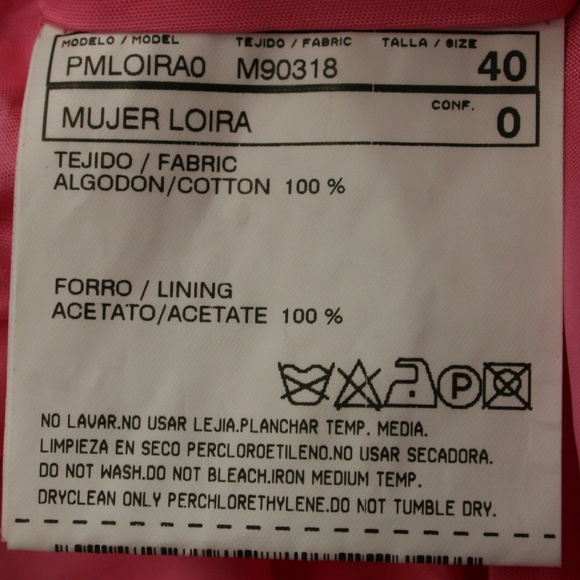 MODELO / MODEL TEJIDO / FABRIC TALLA / SIZE
PMLOIRA0 M90318 40
CONF.
MUJER LOIRA 0
TEJIDO / FABRIC
ALGODON/COTTON 100 %
FORRO / LINING
ACETATO/ACETATE 100 %
P
NO LAVAR.NO USAR LEJIA.PLANCHAR TEMP. MEDIA.
LIMPIEZA EN SECO PERCLOROETILENO.NO USAR SECADORA.
DO NOT WASH.DO NOT BLEACH.IRON MEDIUM TEMP.
DRYCLEAN ONLY PERCHLORETHYLENE.DO NOT TUMBLE DRY.